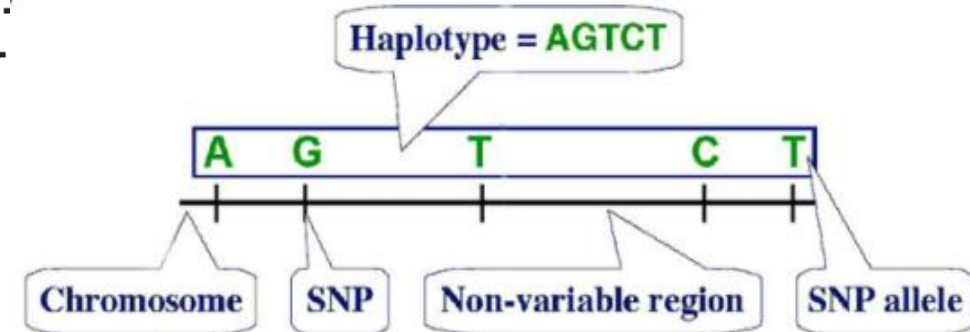 Haplotype = AGTCT
A G T C T
Chromosome
SNP
Non-variable region
SNP allele